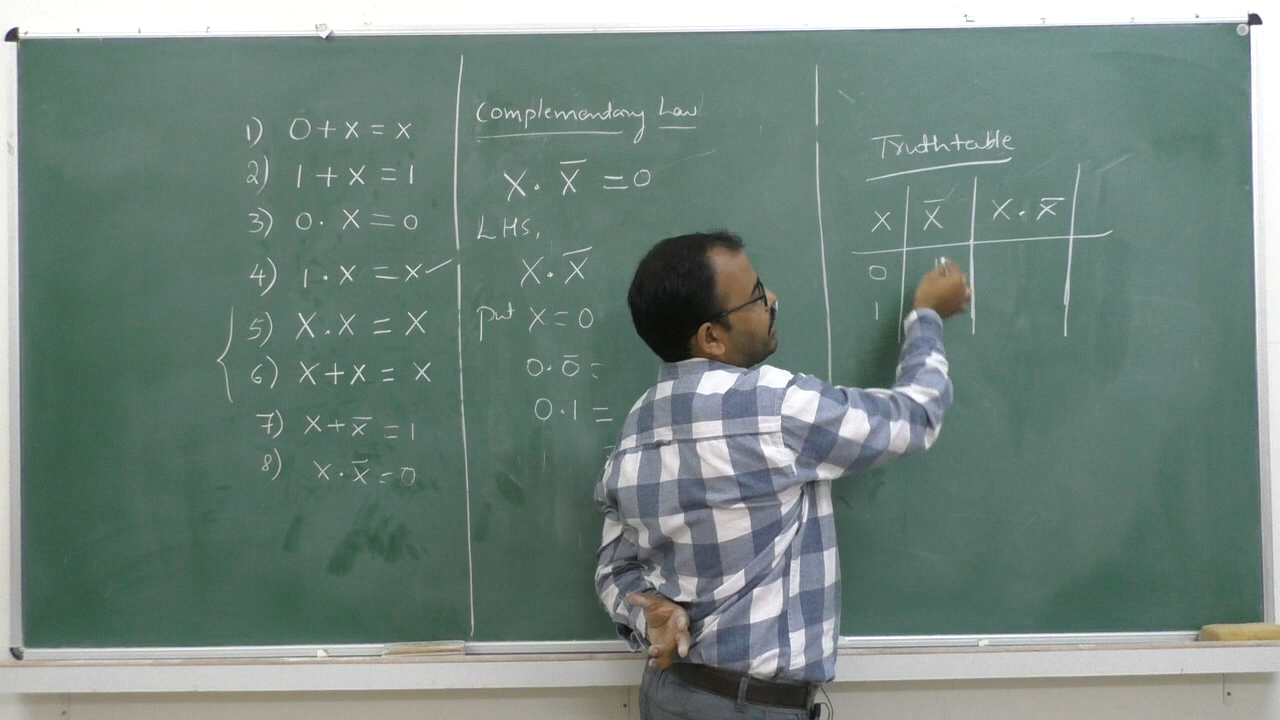 1) 0 + x = x
2) 1 + x = 1
3) 0 · x = 0
4) 1 · x = x ✓
5) x · x = x
6) x + x = x
7) x + x̅ = 1
8) x · x̅ = 0
Complementary Law
x · x̅ = 0
LHS,
x · x̅
put x = 0
0 · 0̅ =
0 · 1 =
Truthtable
x x̅ x · x̅
0 1
1